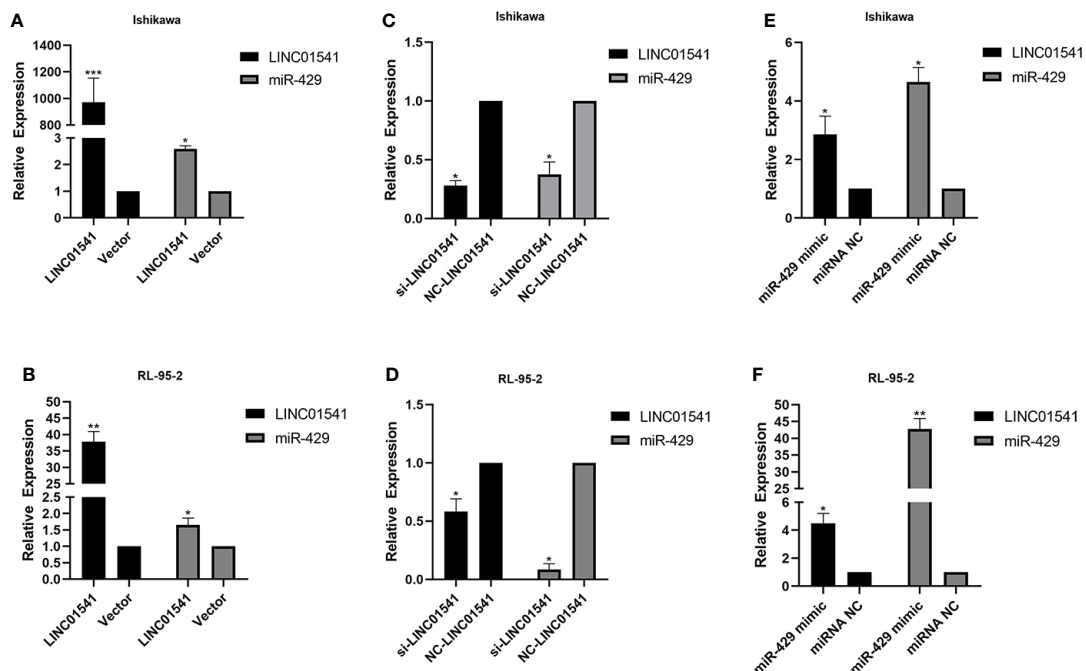 A
Ishikawa
LINC01541
miR-429
Relative Expression
1400
1200
1000
800
600
3
2
1
0
***
*
LINC01541
Vector
LINC01541
Vector
C
Ishikawa
LINC01541
miR-429
Relative Expression
1.5
1.0
0.5
0.0
*
*
si-LINC01541
NC-LINC01541
si-LINC01541
NC-LINC01541
E
Ishikawa
LINC01541
miR-429
Relative Expression
6
4
2
0
*
*
miR-429 mimic
miRNA NC
miR-429 mimic
miRNA NC
B
RL-95-2
LINC01541
miR-429
Relative Expression
50
45
40
35
30
25
2.5
2.0
1.5
1.0
0.5
0.0
**
*
LINC01541
Vector
LINC01541
Vector
D
RL-95-2
LINC01541
miR-429
Relative Expression
1.5
1.0
0.5
0.0
*
*
si-LINC01541
NC-LINC01541
si-LINC01541
NC-LINC01541
F
RL-95-2
LINC01541
miR-429
Relative Expression
50
45
40
35
30
25
6
4
2
0
*
**
miR-429 mimic
miRNA NC
miR-429 mimic
miRNA NC